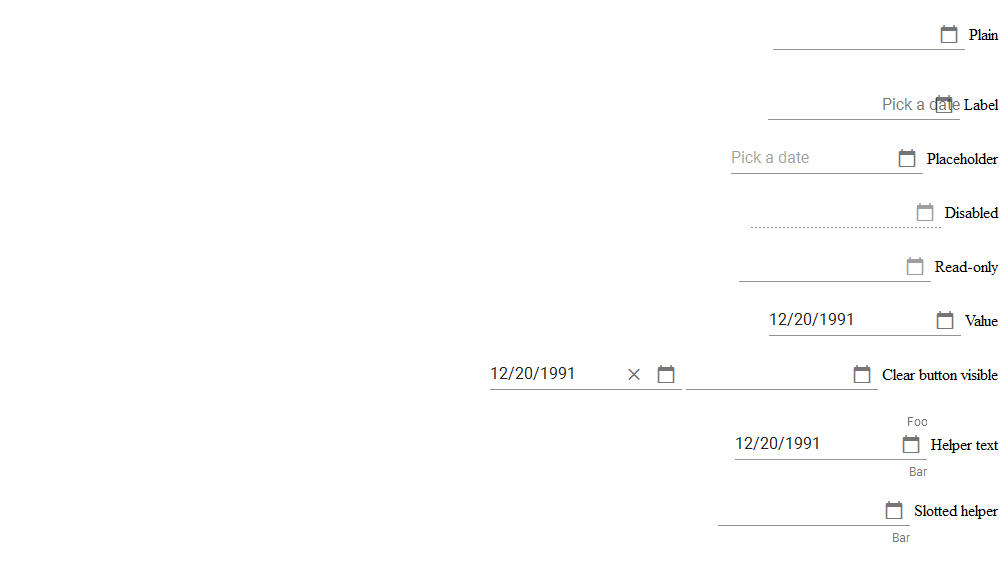 Plain
Pick a date Label
Pick a date Placeholder
Disabled
Read-only
12/20/1991 Value
12/20/1991 Clear button visible
Foo
12/20/1991 Helper text
Bar
Slotted helper
Bar